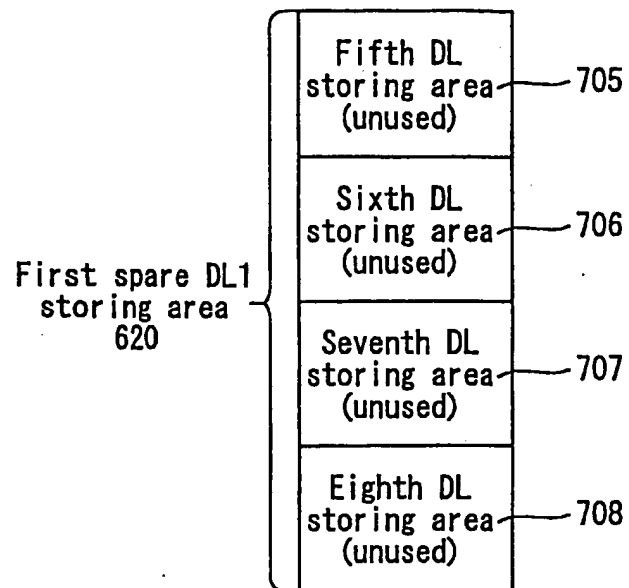 Fifth DL
storing area
(unused)
705
Sixth DL
storing area
(unused)
706
First spare DL1
storing area
620
Seventh DL
storing area
(unused)
707
Eighth DL
storing area
(unused)
708